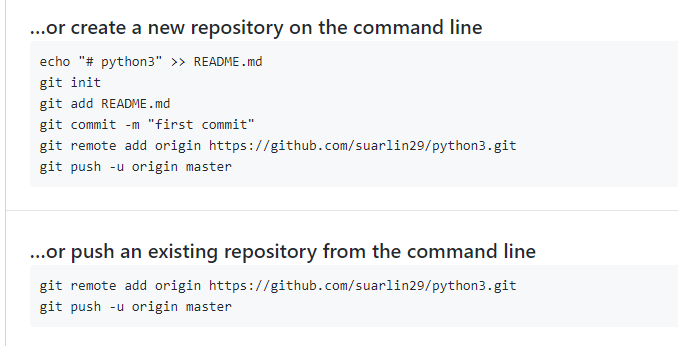 ...or create a new repository on the command line
echo "# python3" >> README.md
git init
git add README.md
git commit -m "first commit"
git remote add origin https://github.com/suarlin29/python3.git
git push -u origin master
...or push an existing repository from the command line
git remote add origin https://github.com/suarlin29/python3.git
git push -u origin master